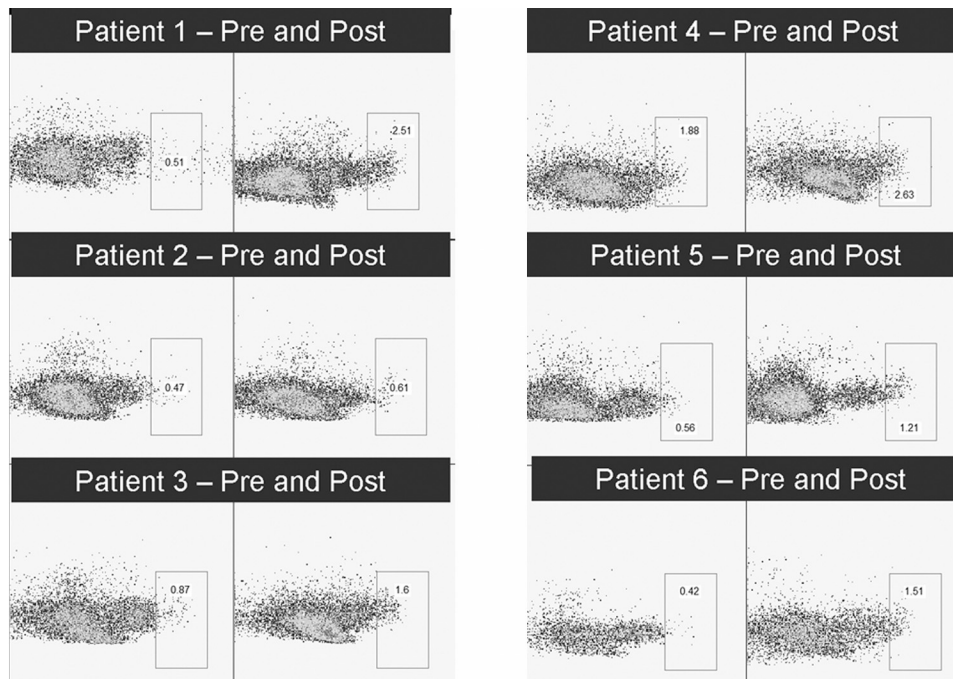 Patient 1 – Pre and Post
0.51
2.51
Patient 2 – Pre and Post
0.47
0.61
Patient 3 – Pre and Post
0.87
1.6
Patient 4 – Pre and Post
1.88
2.63
Patient 5 – Pre and Post
0.56
1.21
Patient 6 – Pre and Post
0.42
1.51